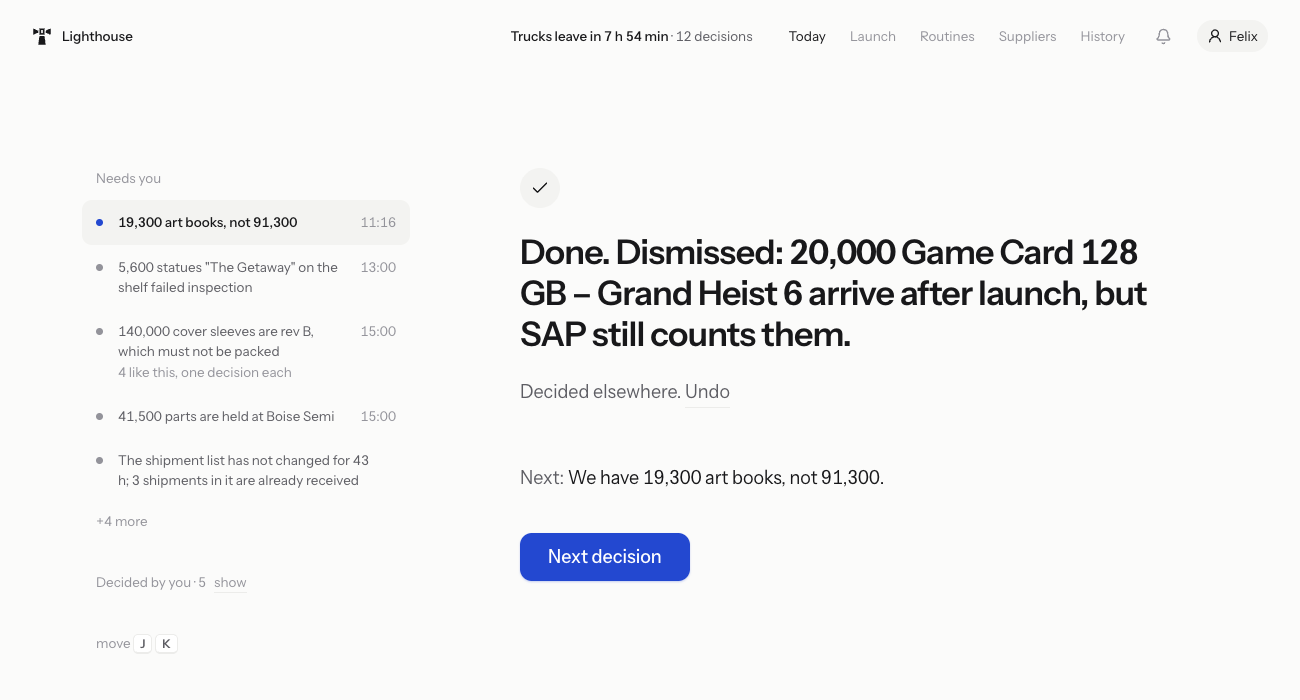 Lighthouse
Trucks leave in 7 h 54 min · 12 decisions
Today
Launch
Routines
Suppliers
History
Felix
Needs you
19,300 art books, not 91,300
11:16
5,600 statues "The Getaway" on the
shelf failed inspection
13:00
140,000 cover sleeves are rev B,
which must not be packed
4 like this, one decision each
15:00
41,500 parts are held at Boise Semi
15:00
The shipment list has not changed for 43
h; 3 shipments in it are already received
+4 more
Decided by you · 5 show
move J K
Done. Dismissed: 20,000 Game Card 128
GB – Grand Heist 6 arrive after launch, but
SAP still counts them.
Decided elsewhere. Undo
Next: We have 19,300 art books, not 91,300.
Next decision